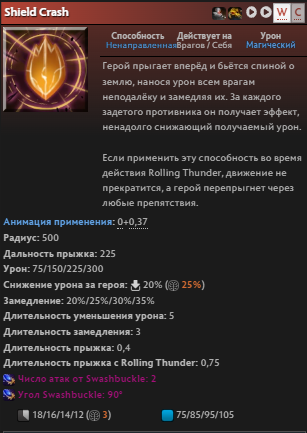 Shield Crash
W C
Способность Действует на Урон
Ненаправленная Врагов / Себя Магический
Герой прыгает вперёд и бьётся спиной о
землю, нанося урон всем врагам
неподалёку и замедляя их. За каждого
задетого противника он получает эффект,
ненадолго снижающий получаемый урон.
Если применить эту способность во время
действия Rolling Thunder, движение не
прекратится, а герой перепрыгнет через
любые препятствия.
Анимация применения: 0+0,37
Радиус: 500
Дальность прыжка: 225
Урон: 75/150/225/300
Снижение урона за героя: 20% (25%)
Замедление: 20%/25%/30%/35%
Длительность уменьшения урона: 5
Длительность замедления: 3
Длительность прыжка: 0,4
Длительность прыжка с Rolling Thunder: 0,75
Число атак от Swashbuckle: 2
Угол Swashbuckle: 90°
18/16/14/12 (3) 75/85/95/105